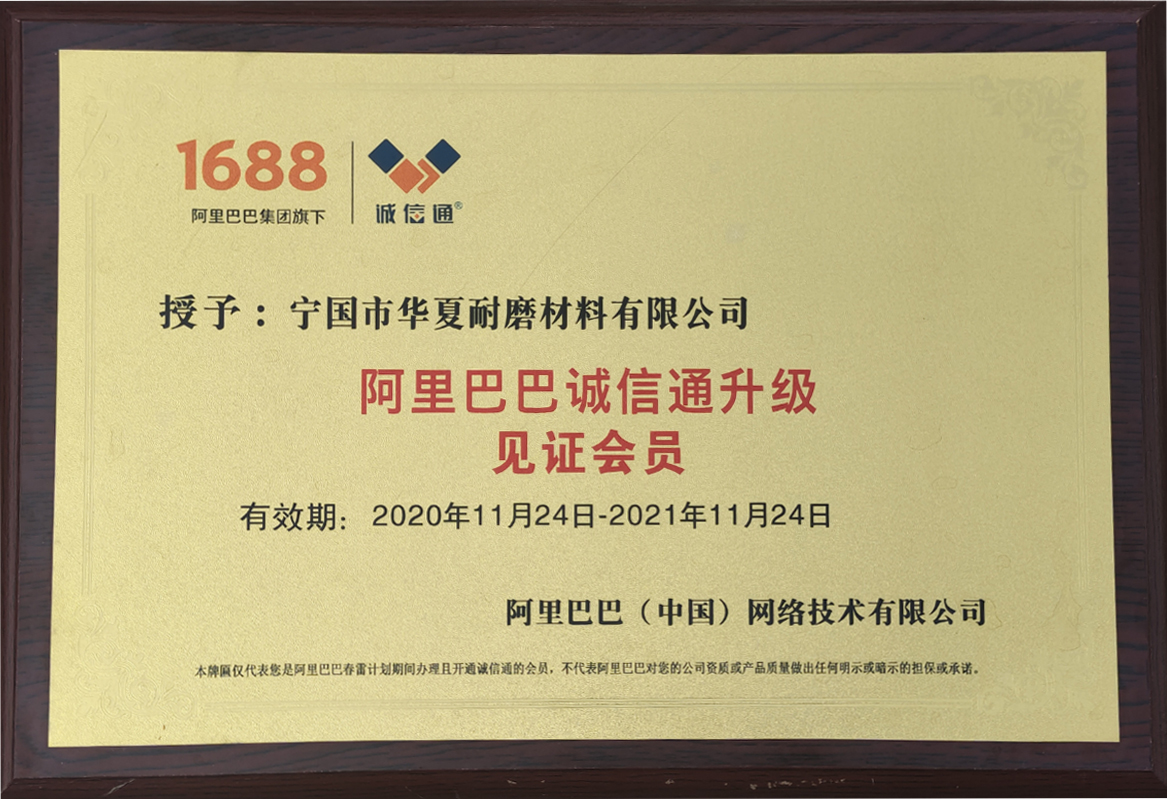 1688
阿里巴巴集团旗下
诚信通®
授予：宁国市华夏耐磨材料有限公司
阿里巴巴诚信通升级
见证会员
有效期：2020年11月24日-2021年11月24日
阿里巴巴（中国）网络技术有限公司
本牌匾仅代表您是阿里巴巴春雷计划期间办理且开通诚信通的会员，不代表阿里巴巴对您的公司资质或产品质量做出任何明示或暗示的担保或承诺。